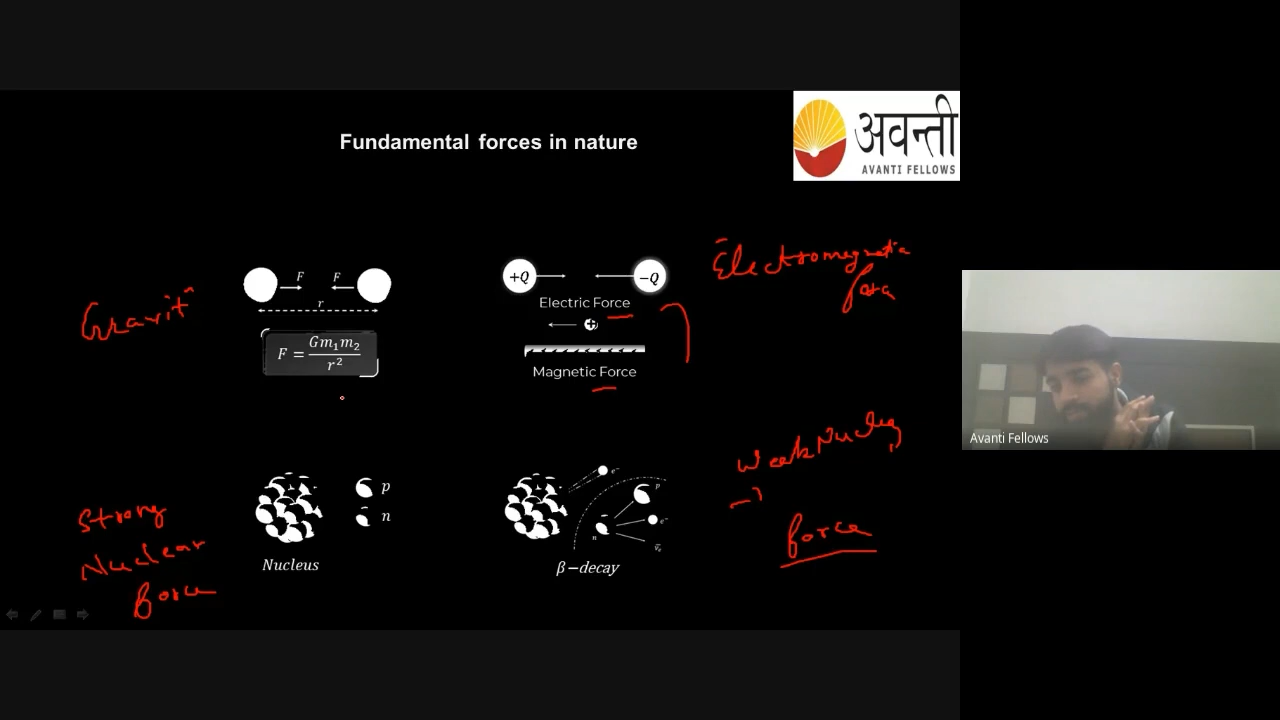 Fundamental forces in nature
अवन्ती
AVANTI FELLOWS
F F
r
F = Gm₁m₂ / r²
+Q −Q
Electric Force
+
Magnetic Force
Electromagnetic
force
p
n
Nucleus
Strong
Nuclear
force
e⁻
p
e⁻
n
β−decay
Weak Nuclear
force
Avanti Fellows